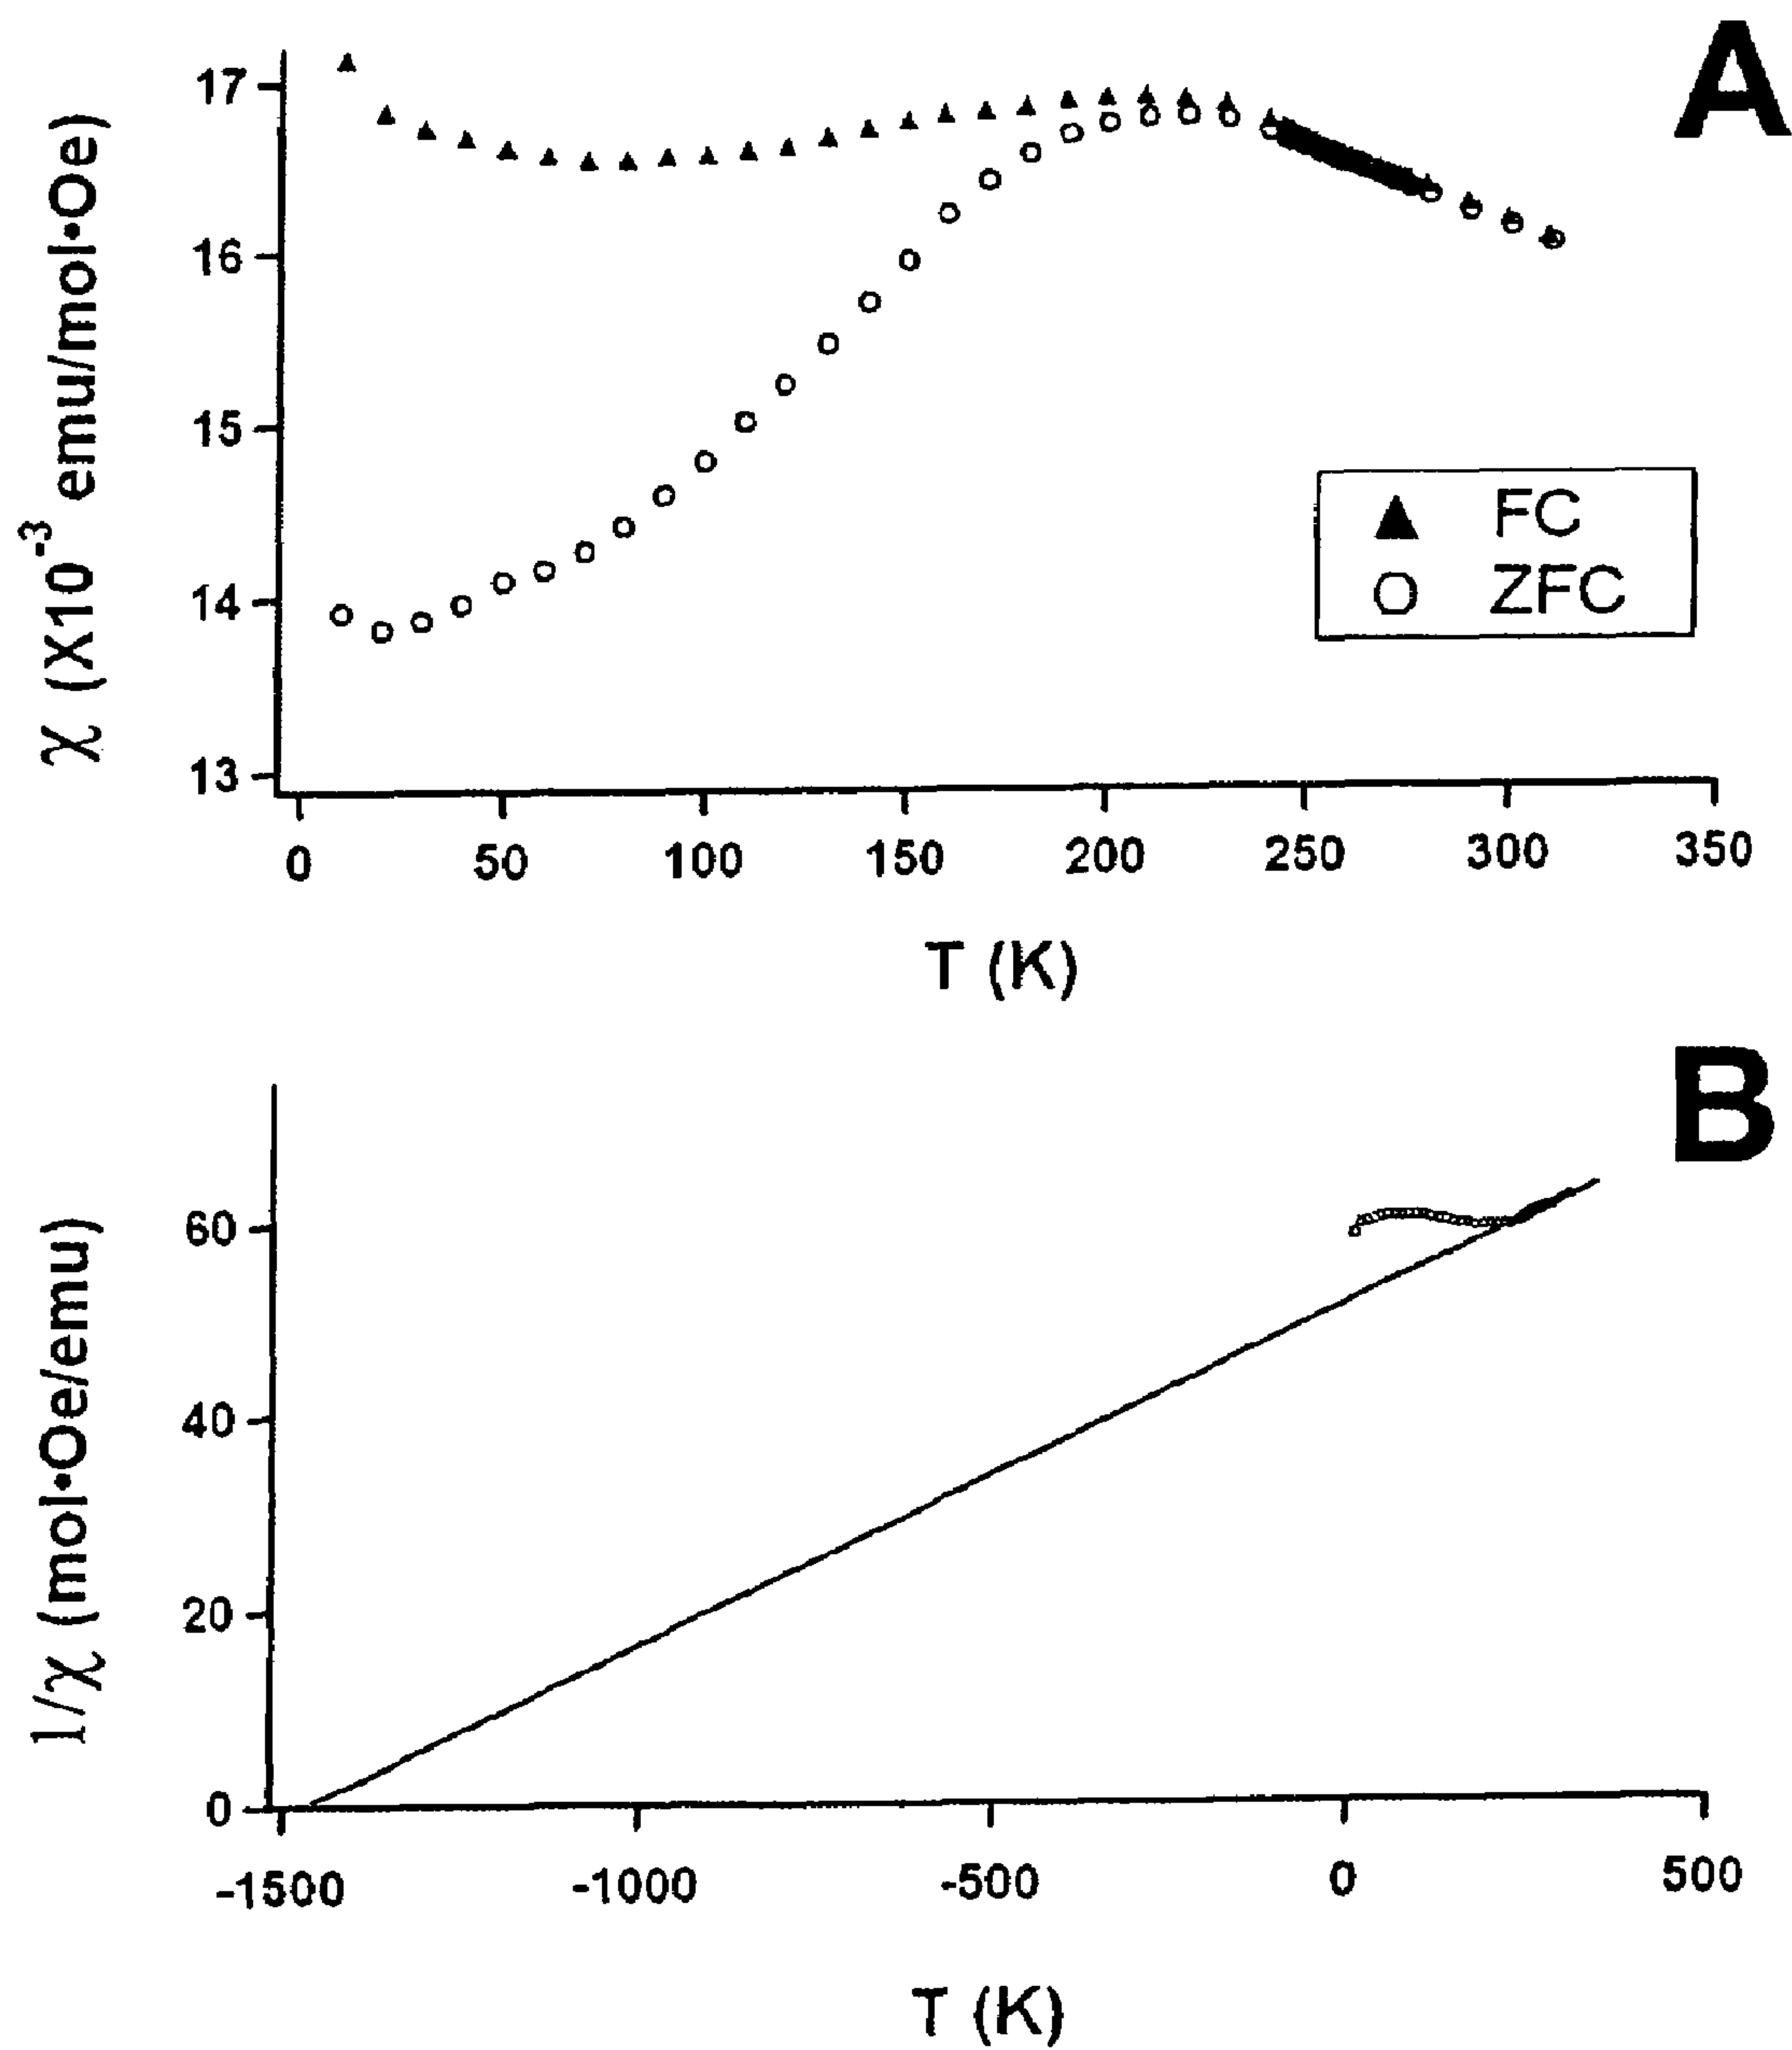 A
χ (X10⁻³ emu/mol•Oe)
17
16
15
14
13
FC
ZFC
0 50 100 150 200 250 300 350
T (K)
B
1/χ (mol•Oe/emu)
60
40
20
0
-1500 -1000 -500 0 500
T (K)